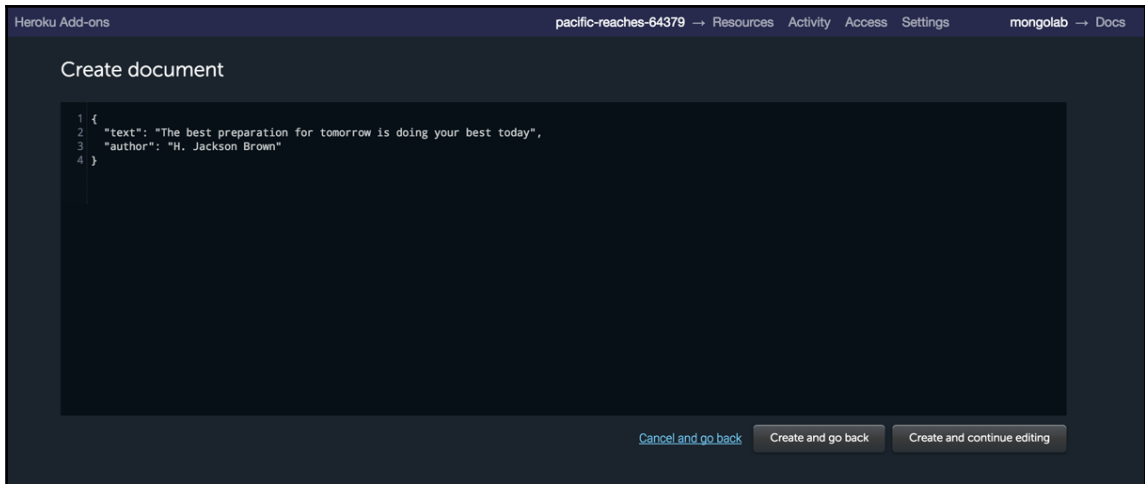 Heroku Add-ons pacific-reaches-64379 → Resources Activity Access Settings mongolab → Docs
Create document
1 {
2 "text": "The best preparation for tomorrow is doing your best today",
3 "author": "H. Jackson Brown"
4 }
Cancel and go back Create and go back Create and continue editing